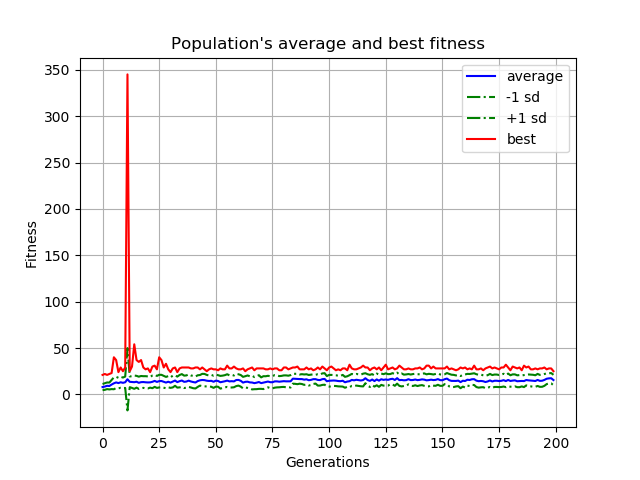 Population's average and best fitness
350
300
250
200
150
100
50
0
Fitness
0 25 50 75 100 125 150 175 200
Generations
average
-1 sd
+1 sd
best